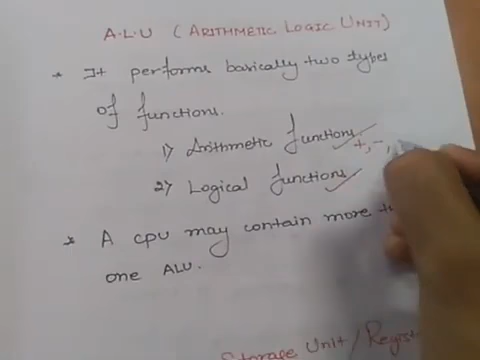 A.L.U (ARITHMETIC LOGIC UNIT)
* It performs basically two types
of functions.
1) Arithmetic functions
+, -,
2) Logical functions
* A CPU may contain more
one ALU.
Storage Unit/